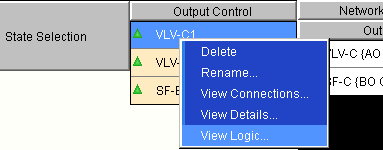 Output Control
Network
State Selection
VLV-C1
Out
VLV-
VLV-C {AO
SF-E
SF-C {BO C
Delete
Rename...
View Connections...
View Details...
View Logic...